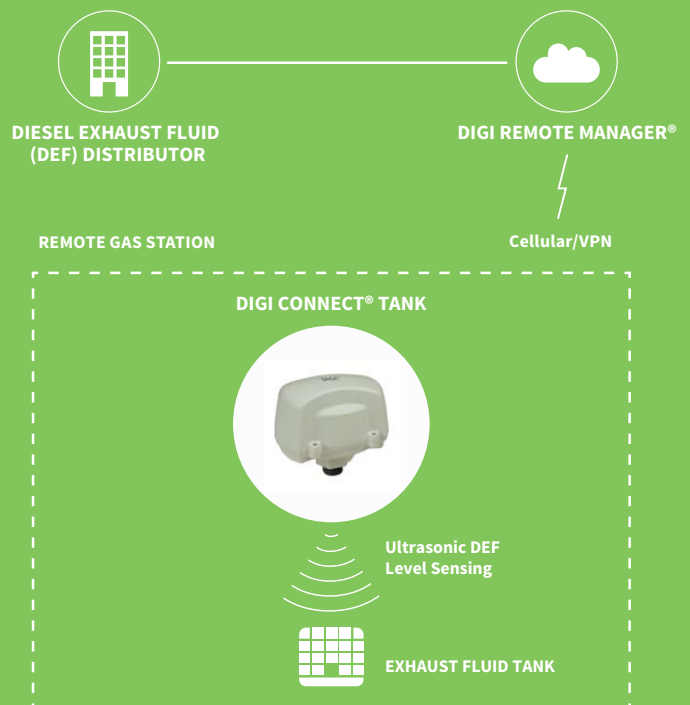 DIESEL EXHAUST FLUID
(DEF) DISTRIBUTOR
DIGI REMOTE MANAGER®
REMOTE GAS STATION
Cellular/VPN
DIGI CONNECT® TANK
Ultrasonic DEF
Level Sensing
EXHAUST FLUID TANK